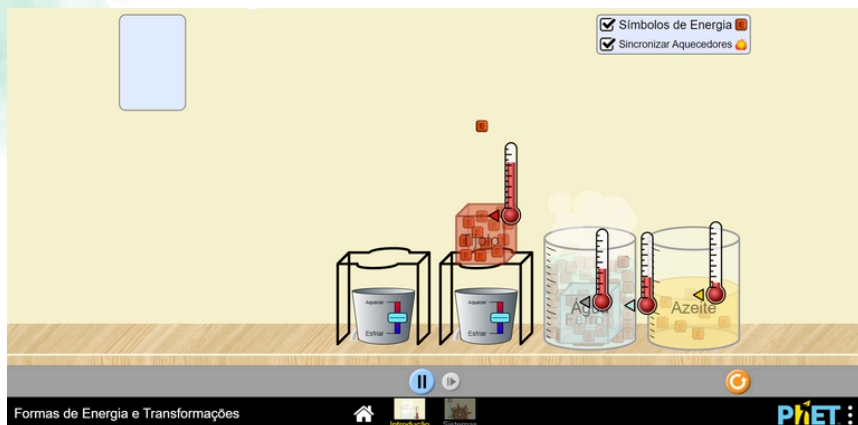 Símbolos de Energia E
Sincronizar Aquecedores
E
Tijolo
Aquecer
Esfriar
Aquecer
Esfriar
Água
Ferro
Azeite
Formas de Energia e Transformações
Introdução
Sistemas
PhET